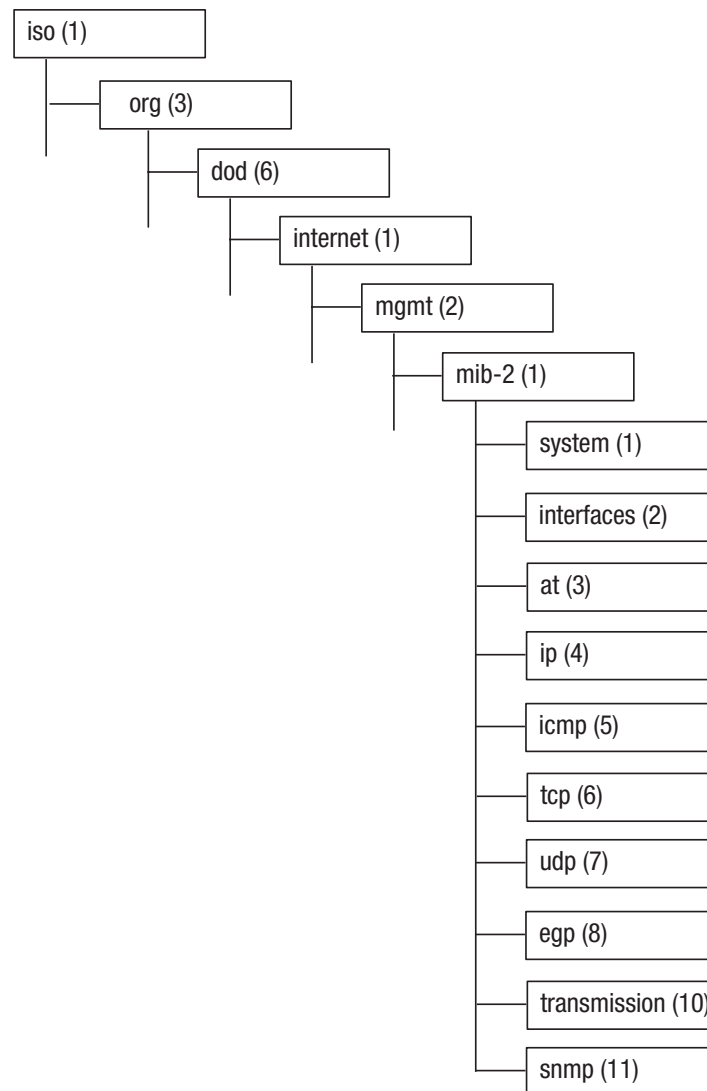 iso (1)
org (3)
dod (6)
internet (1)
mgmt (2)
mib-2 (1)
system (1)
interfaces (2)
at (3)
ip (4)
icmp (5)
tcp (6)
udp (7)
egp (8)
transmission (10)
snmp (11)